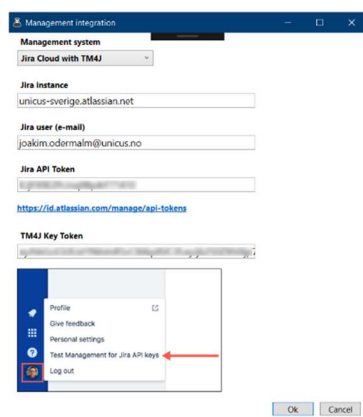 Management integration
Management system
Jira Cloud with TM4J
Jira instance
unicus-sverige.atlassian.net
Jira user (e-mail)
joakim.odermalm@unicus.no
Jira API Token
https://id.atlassian.com/manage/api-tokens
TM4J Key Token
Profile
Give feedback
Personal settings
Test Management for Jira API keys
Log out
Ok Cancel